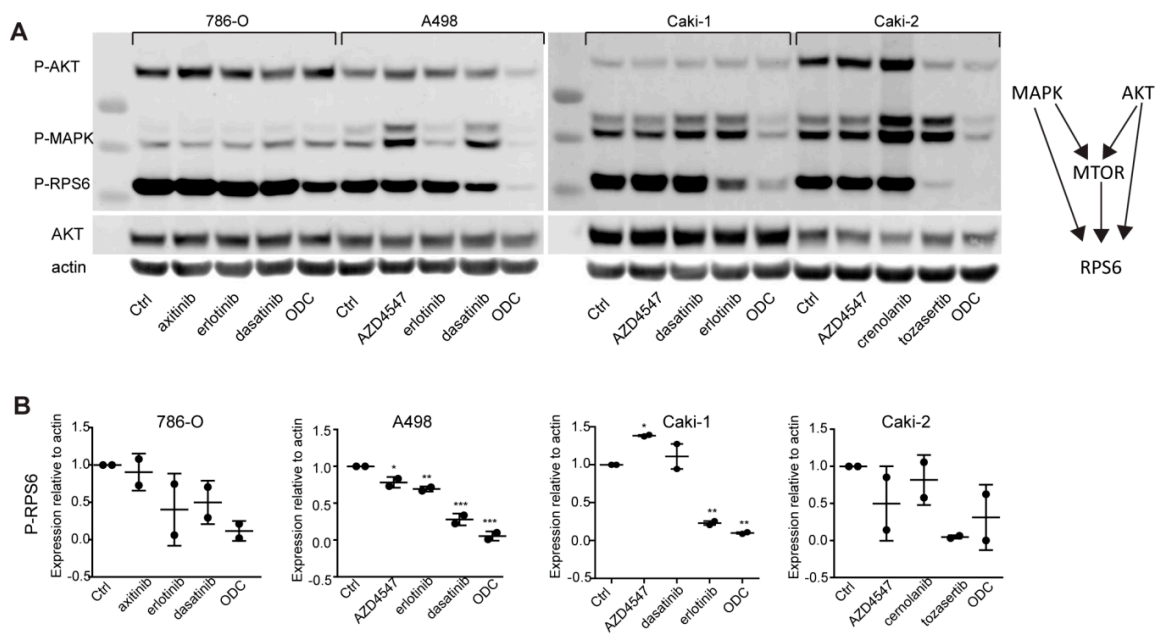 A
786-O
A498
Caki-1
Caki-2
P-AKT
P-MAPK
P-RPS6
AKT
actin
Ctrl
axitinib
erlotinib
dasatinib
ODC
Ctrl
AZD4547
erlotinib
dasatinib
ODC
Ctrl
AZD4547
dasatinib
erlotinib
ODC
Ctrl
AZD4547
crenolanib
tozasertib
ODC
MAPK AKT
MTOR
RPS6
B
P-RPS6
786-O
Expression relative to actin
1.5
1.0
0.5
0.0
-0.5
Ctrl
axitinib
erlotinib
dasatinib
ODC
A498
Expression relative to actin
1.5
1.0
0.5
0.0
-0.5
* ** *** ***
Ctrl
AZD4547
erlotinib
dasatinib
ODC
Caki-1
Expression relative to actin
1.5
1.0
0.5
0.0
-0.5
* ** **
Ctrl
AZD4547
dasatinib
erlotinib
ODC
Caki-2
Expression relative to actin
1.5
1.0
0.5
0.0
-0.5
Ctrl
AZD4547
cernolanib
tozasertib
ODC